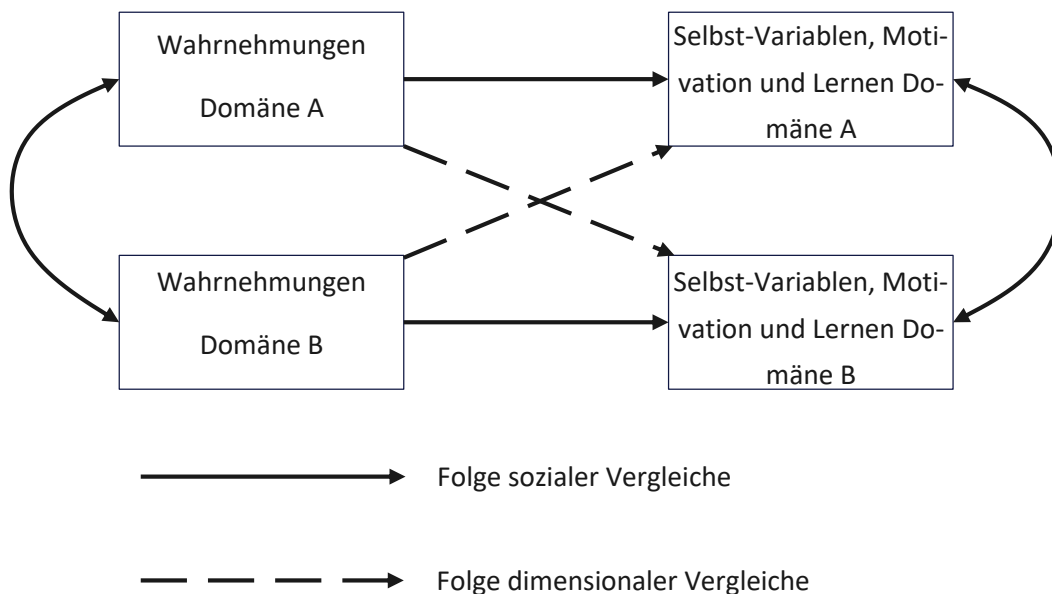 Wahrnehmungen
Domäne A
Selbst-Variablen, Moti-
vation und Lernen Do-
mäne A
Wahrnehmungen
Domäne B
Selbst-Variablen, Moti-
vation und Lernen Do-
mäne B
Folge sozialer Vergleiche
Folge dimensionaler Vergleiche